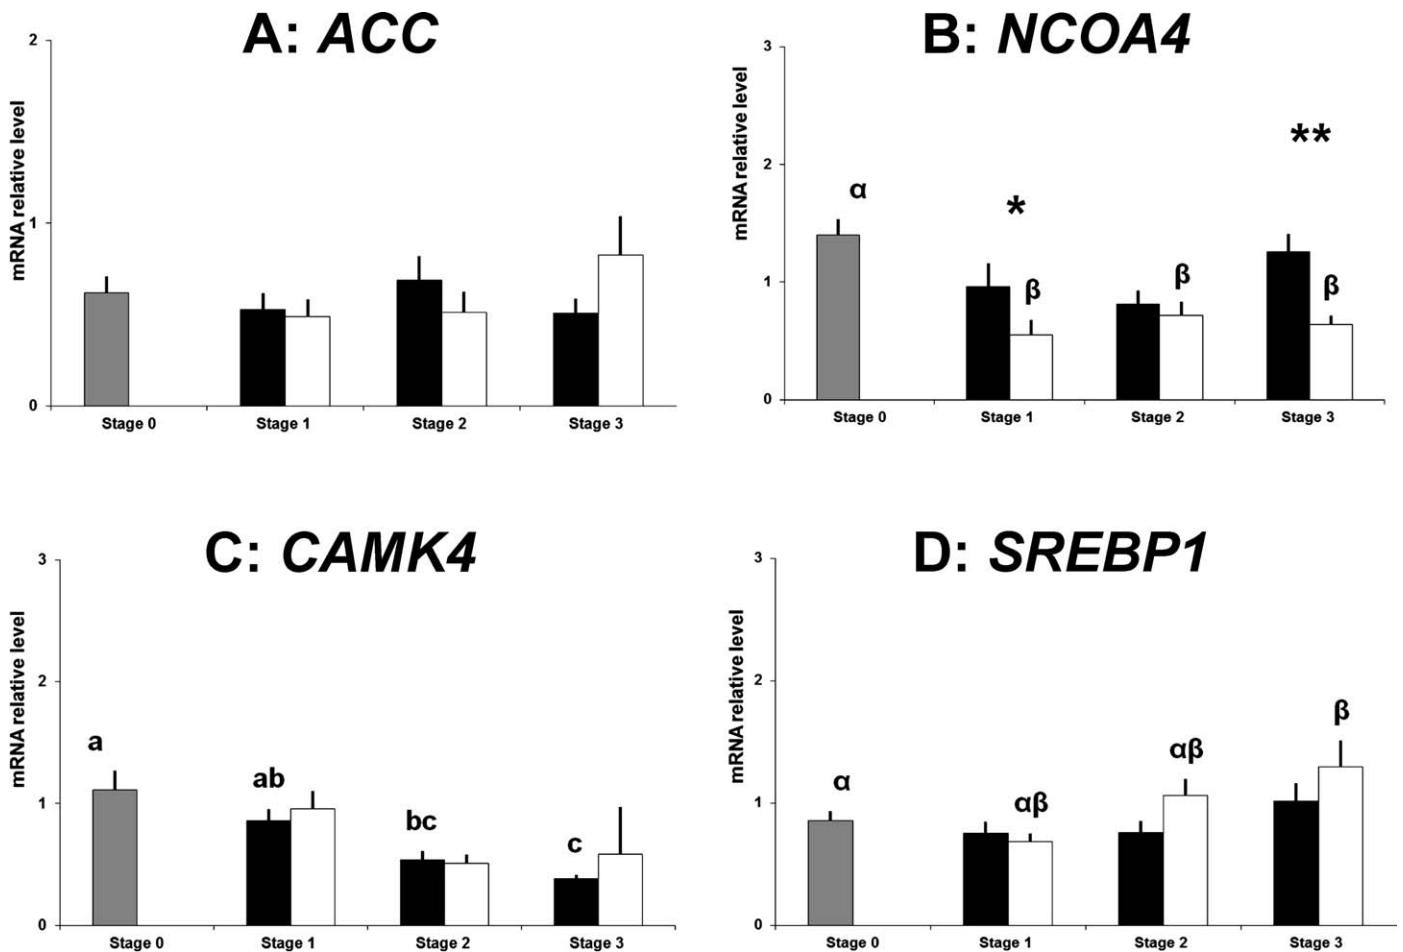 A: ACC
mRNA relative level
2
1
0
Stage 0 Stage 1 Stage 2 Stage 3
B: NCOA4
mRNA relative level
3
2
1
0
α
*
β
β
**
β
Stage 0 Stage 1 Stage 2 Stage 3
C: CAMK4
mRNA relative level
3
2
1
0
a
ab
bc
c
Stage 0 Stage 1 Stage 2 Stage 3
D: SREBP1
mRNA relative level
3
2
1
0
α
αβ
αβ
β
Stage 0 Stage 1 Stage 2 Stage 3